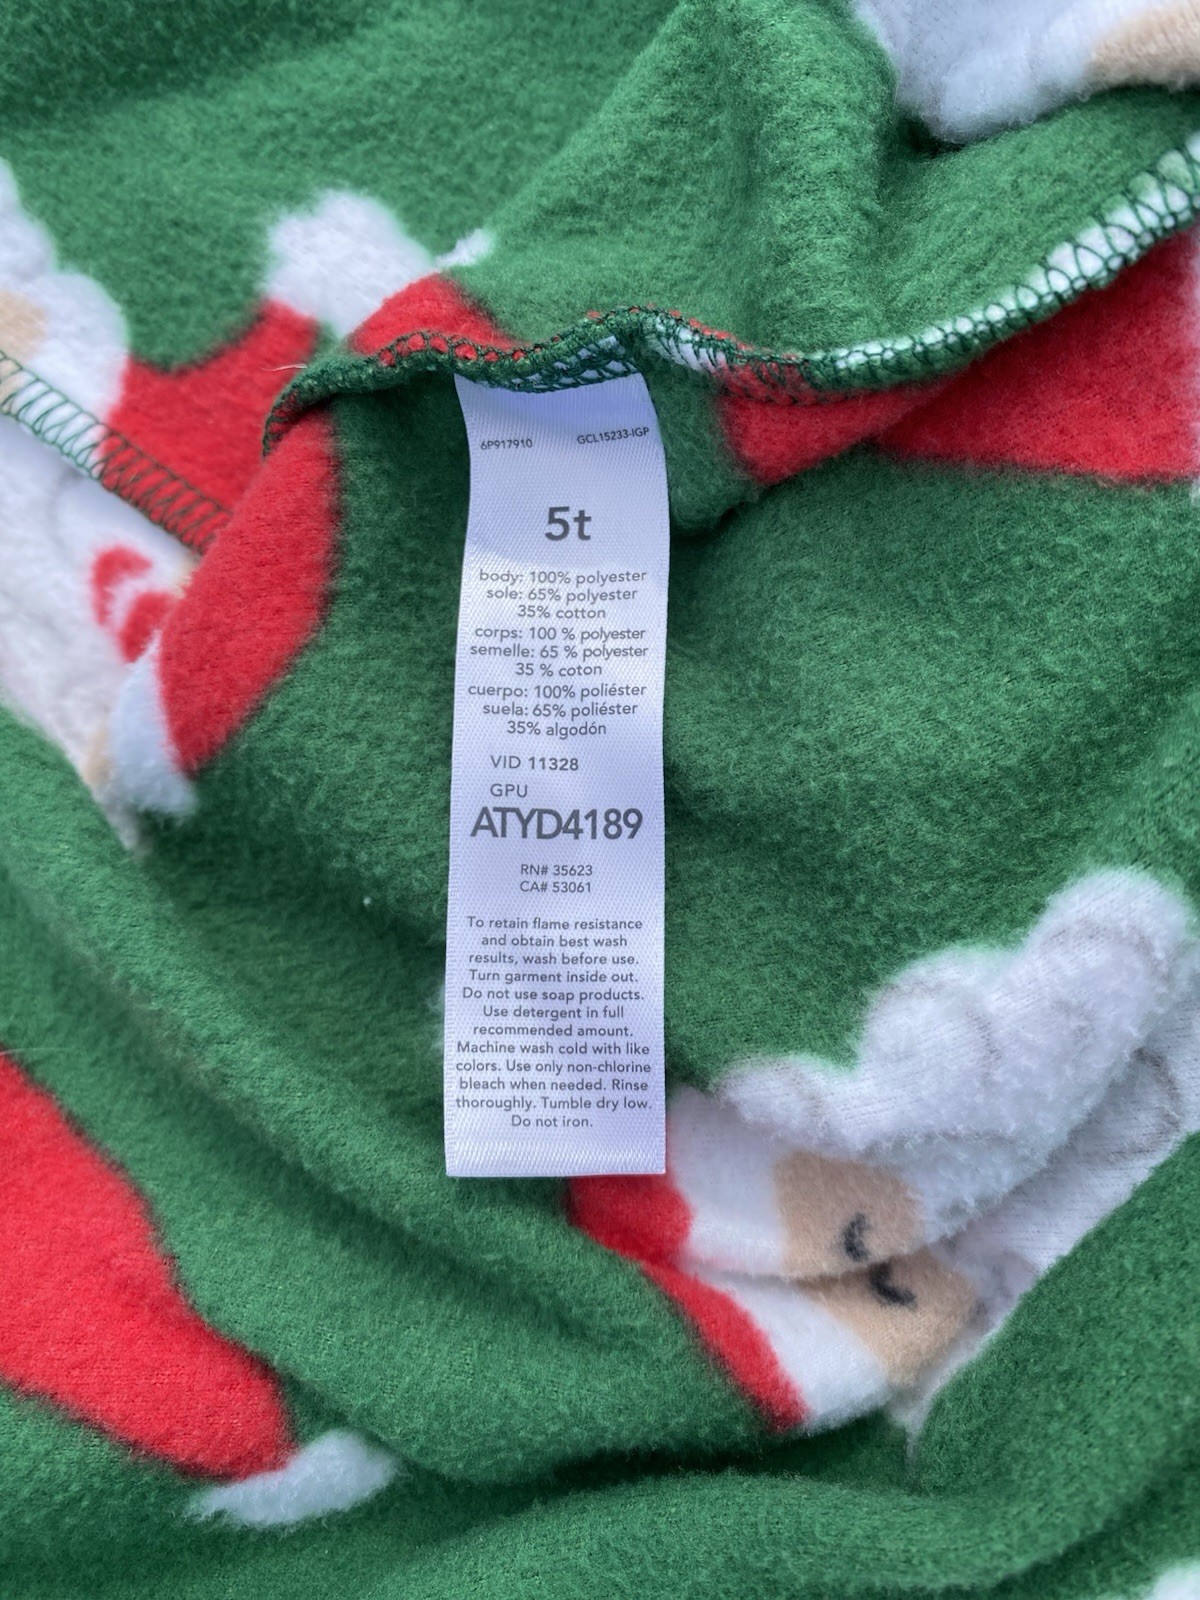 6P917910 GCL15233-IGP
5t
body: 100% polyester
sole: 65% polyester
35% cotton
corps: 100 % polyester
semelle: 65 % polyester
35 % coton
cuerpo: 100% poliéster
suela: 65% poliéster
35% algodón
VID 11328
GPU
ATYD4189
RN# 35623
CA# 53061
To retain flame resistance
and obtain best wash
results, wash before use.
Turn garment inside out.
Do not use soap products.
Use detergent in full
recommended amount.
Machine wash cold with like
colors. Use only non-chlorine
bleach when needed. Rinse
thoroughly. Tumble dry low.
Do not iron.